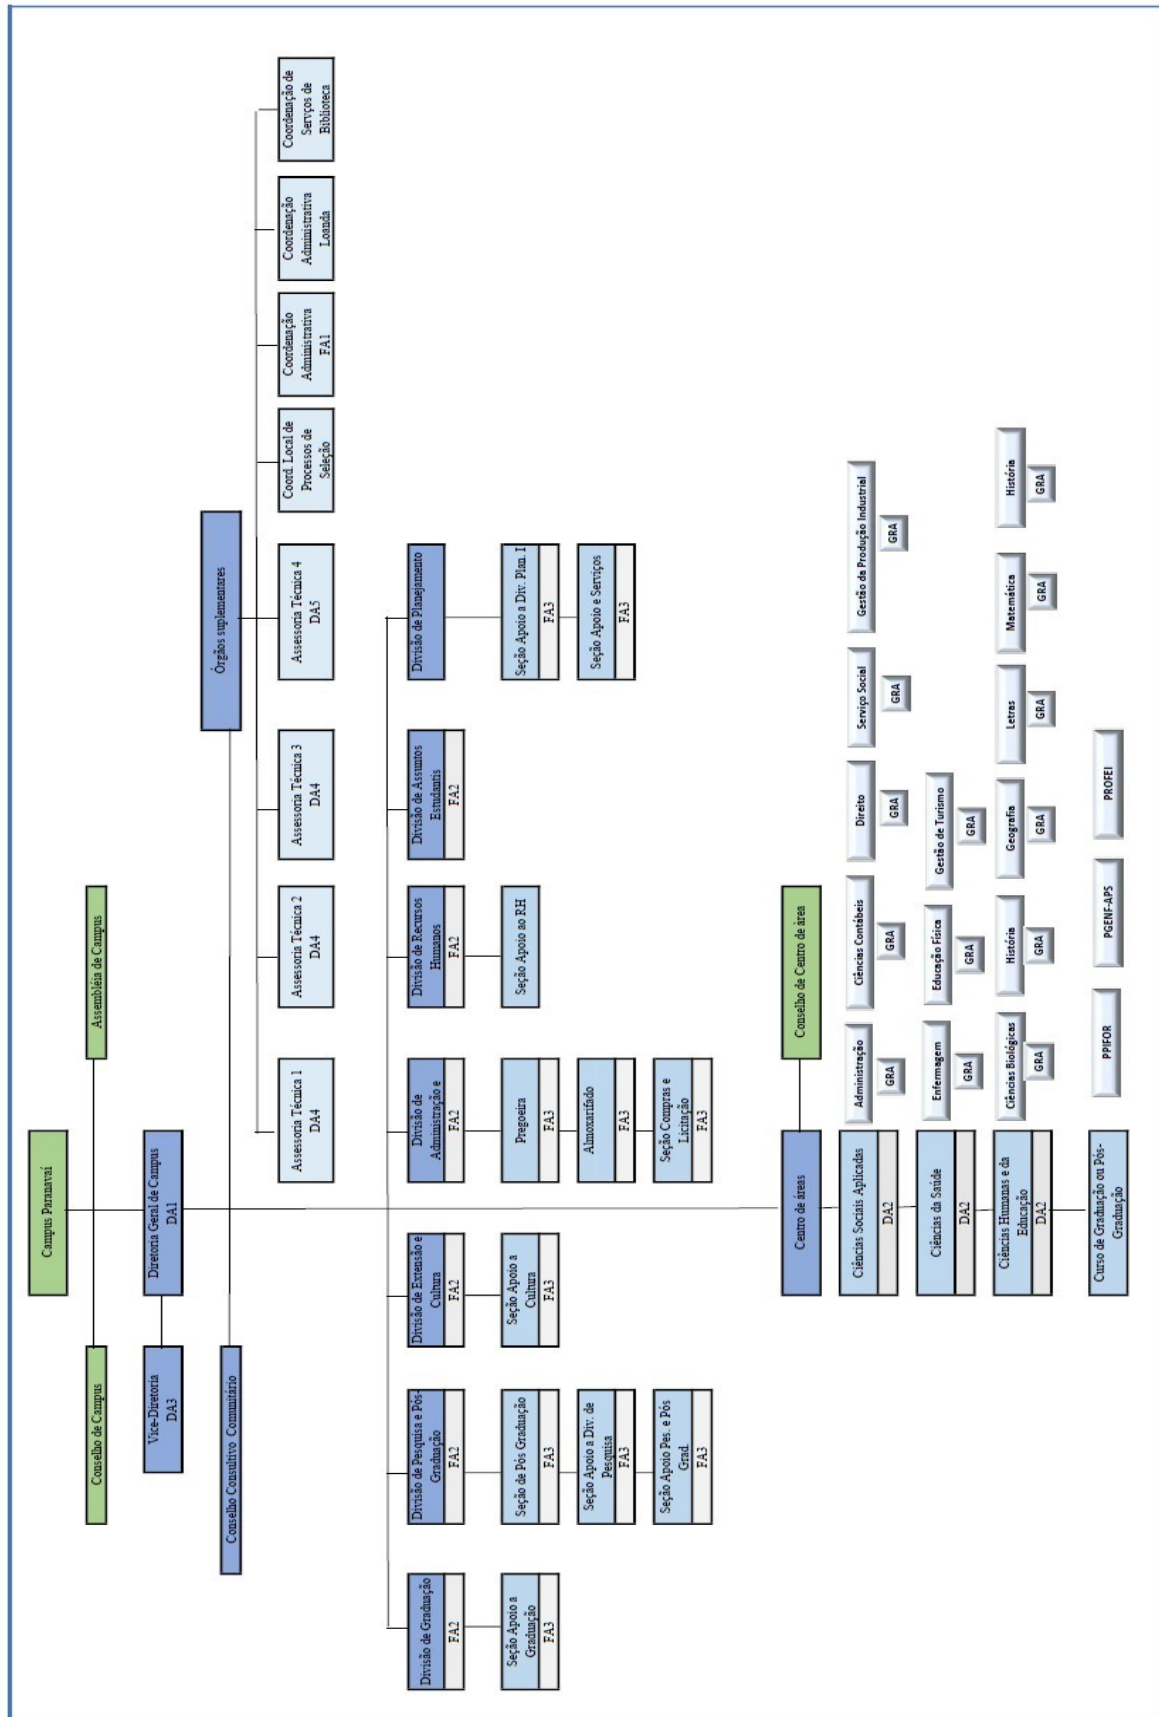 Campus Paranavaí
Conselho de Campus
Assembléia de Campus
Vice-Diretoria
DA3
Diretoria Geral de Campus
DA1
Conselho Consultivo Comunitário
Órgãos suplementares
Assessoria Técnica 1
DA4
Assessoria Técnica 2
DA4
Assessoria Técnica 3
DA4
Assessoria Técnica 4
DA5
Coord. Local de
Processos de
Seleção
Coordenação
Administrativa
FA1
Coordenação
Administrativa
Loanda
Coordenação de
Servços de
Biblioteca
Divisão de Graduação
FA2
Seção Apoio a
Graduação
FA3
Divisão de Pesquisa e Pós-
Graduação
FA2
Seção de Pós Graduação
FA3
Seção Apoio a Div. de
Pesquisa
FA3
Seção Apoio Pes. e Pós
Grad.
FA3
Divisão de Extensão e
Cultura
FA2
Seção Apoio a
Cultura
FA3
Divisão de
Administração e
FA2
Pregoeira
FA3
Almoxarifado
FA3
Seção Compras e
Licitação
FA3
Divisão de Recursos
Humanos
FA2
Seção Apoio ao RH
Divisão de Assuntos
Estudantis
FA2
Divisão de Planejamento
Seção Apoio a Div. Plan. I
FA3
Seção Apoio e Serviços
FA3
Centro de áreas
Conselho de Centro de área
Ciências Sociais Aplicadas
DA2
Administração
GRA
Ciências Contábeis
GRA
Direito
GRA
Serviço Social
GRA
Gestão da Produção Industrial
GRA
Ciências da Saúde
DA2
Enfermagem
GRA
Educação Física
GRA
Gestão de Turismo
GRA
Ciências Humanas e da
Educação
DA2
Ciências Biológicas
GRA
História
GRA
Geografia
GRA
Letras
GRA
Matemática
GRA
História
GRA
Curso de Graduação ou Pós-
Graduação
PPIFOR
PGENF-APS
PROFEI